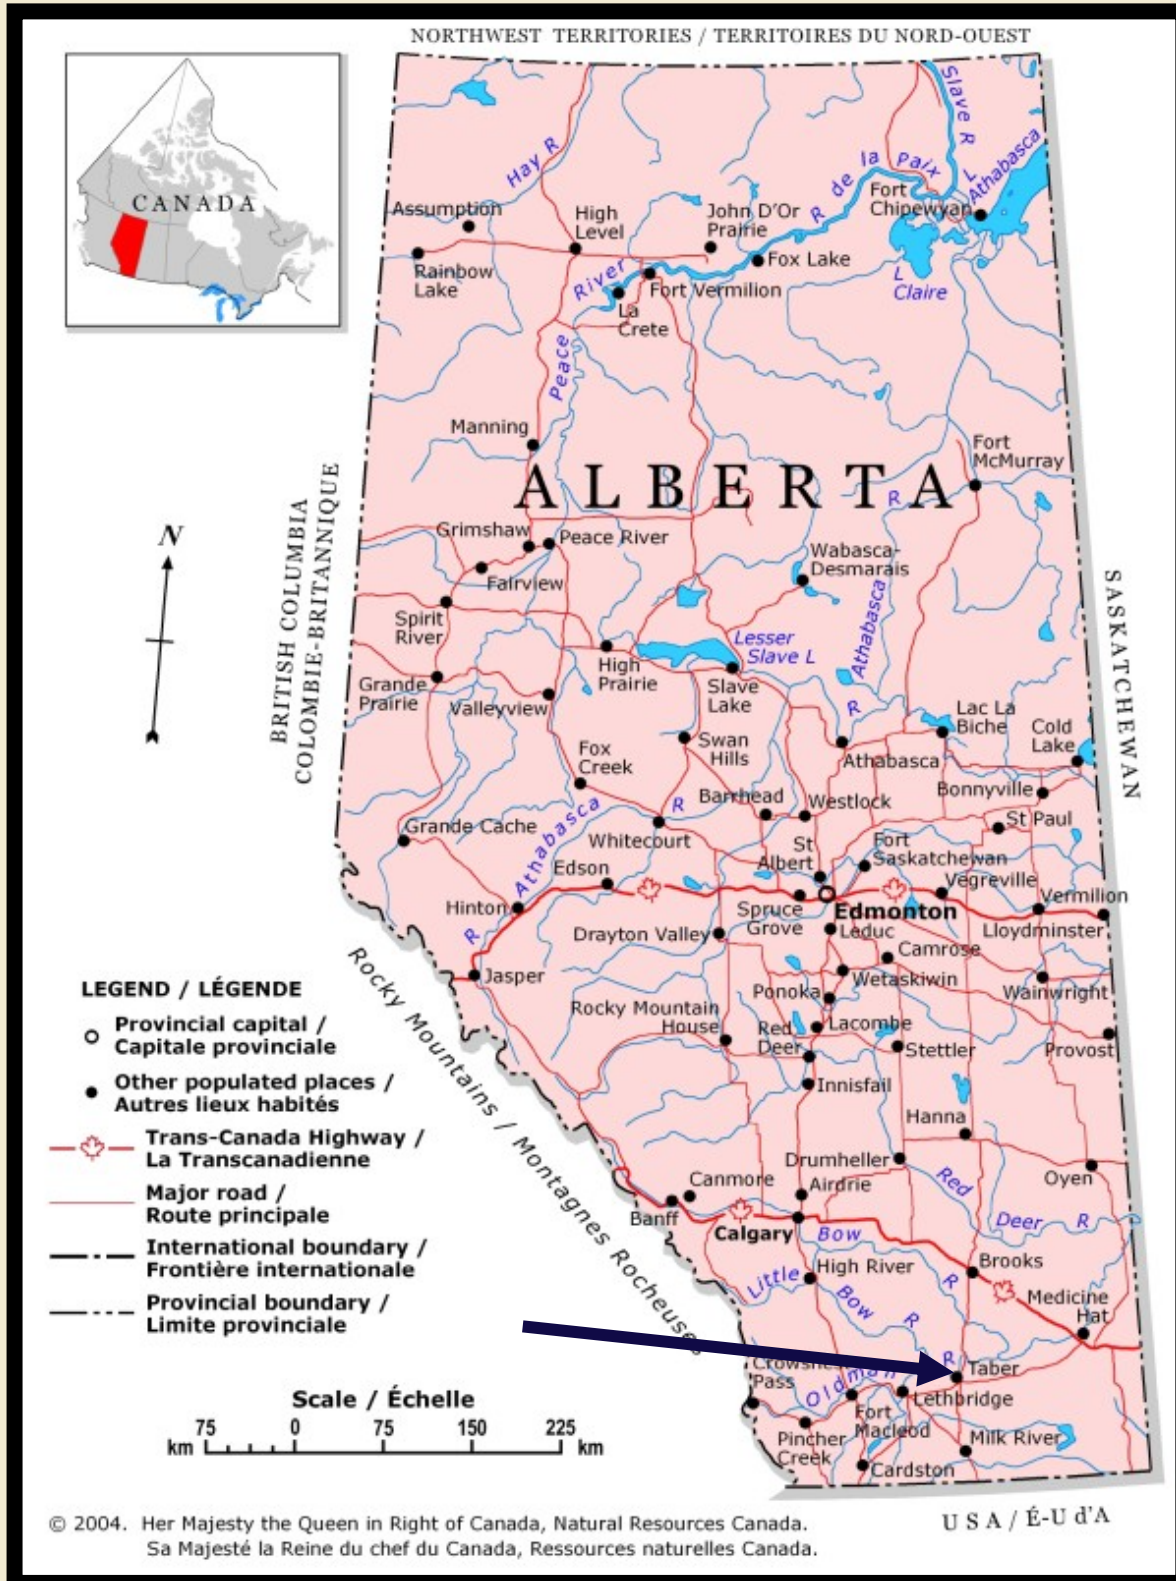 NORTHWEST TERRITORIES / TERRITOIRES DU NORD-OUEST
CANADA
Hay R
Slave R
L Athabasca
R de la Paix
Fort
Chipewyan
Assumption
High
Level
John D'Or
Prairie
Rainbow
Lake
River
Fox Lake
Fort Vermilion
L
Claire
La
Crete
Peace
Manning
Fort
McMurray
ALBERTA
R
BRITISH COLUMBIA
COLOMBIE-BRITANNIQUE
N
Grimshaw
Peace River
Wabasca-
Desmarais
Fairview
SASKATCHEWAN
Spirit
River
Athabasca
Lesser
Slave L
High
Prairie
Slave
Lake
Grande
Prairie
Valleyview
R
Lac La
Biche
Cold
Lake
Fox
Creek
Swan
Hills
Athabasca
Bonnyville
Barrhead
Westlock
R
St Paul
Grande Cache
Athabasca
Whitecourt
St
Albert
Fort
Saskatchewan
Edson
Vegreville
Vermilion
Hinton
Spruce
Grove
Edmonton
Lloydminster
R
Drayton Valley
Leduc
Camrose
Jasper
Wetaskiwin
Wainwright
Ponoka
Rocky Mountain
House
Red
Deer
Lacombe
Stettler
Provost
Innisfail
Rocky Mountains / Montagnes Rocheuses
Hanna
Drumheller
Oyen
Canmore
Airdrie
Red
Deer R
Banff
Calgary
Bow
Brooks
R
High River
Little
Bow
R
Medicine
Hat
R
Taber
Pass
Oldman
Lethbridge
Fort
Macleod
Pincher
Creek
Milk River
Cardston
LEGEND / LÉGENDE
Provincial capital /
Capitale provinciale
Other populated places /
Autres lieux habités
Trans-Canada Highway /
La Transcanadienne
Major road /
Route principale
International boundary /
Frontière internationale
Provincial boundary /
Limite provinciale
Scale / Échelle
75 0 75 150 225
km km
USA / É-U d'A
© 2004. Her Majesty the Queen in Right of Canada, Natural Resources Canada.
Sa Majesté la Reine du chef du Canada, Ressources naturelles Canada.